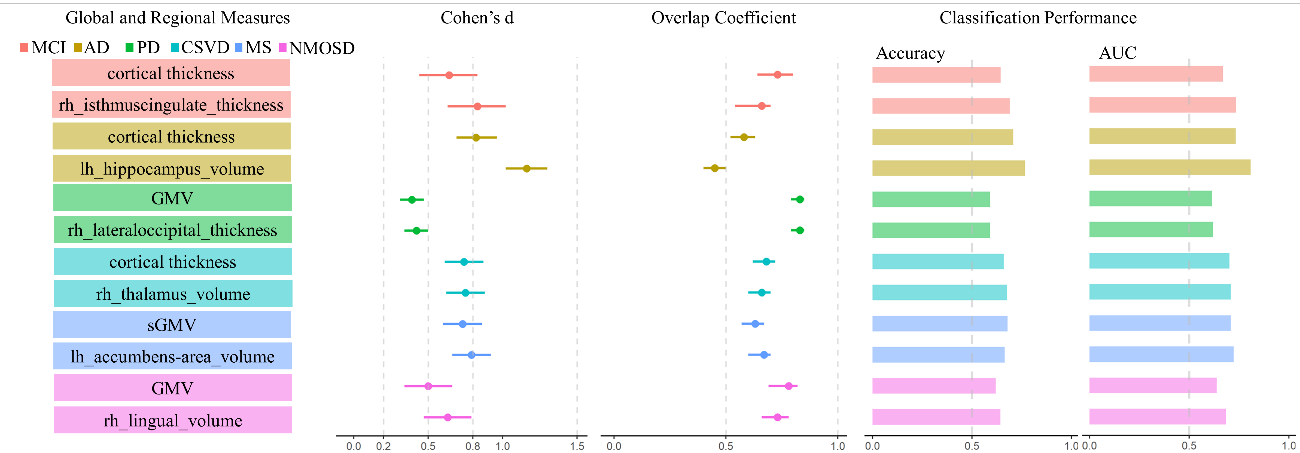 Global and Regional Measures Cohen's d Overlap Coefficient Classification Performance
MCI AD PD CSVD MS NMOSD
Accuracy AUC
cortical thickness
rh_isthmuscingulate_thickness
cortical thickness
lh_hippocampus_volume
GMV
rh_lateraloccipital_thickness
cortical thickness
rh_thalamus_volume
sGMV
lh_accumbens-area_volume
GMV
rh_lingual_volume
0.0 0.2 0.5 0.8 1.0 1.5 0.0 0.5 1.0 0.0 0.5 1.0 0.0 0.5 1.0